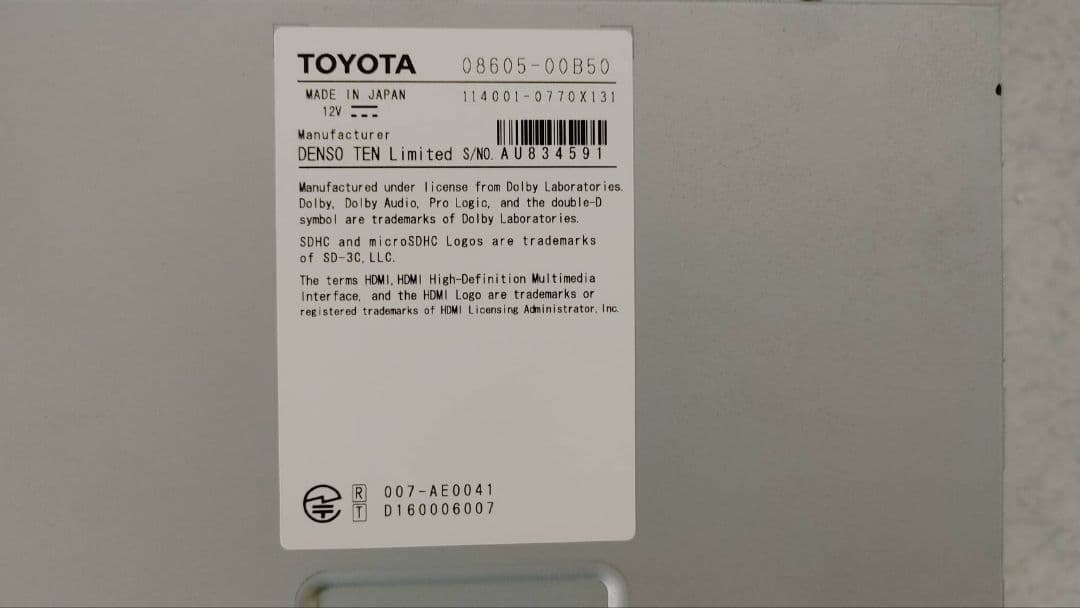 TOYOTA 08605-00B50
MADE IN JAPAN 114001-0770X131
12V
Manufacturer
DENSO TEN Limited S/NO. AU834591
Manufactured under license from Dolby Laboratories.
Dolby, Dolby Audio, Pro Logic, and the double-D
symbol are trademarks of Dolby Laboratories.
SDHC and microSDHC Logos are trademarks
of SD-3C, LLC.
The terms HDMI, HDMI High-Definition Multimedia
Interface, and the HDMI Logo are trademarks or
registered trademarks of HDMI Licensing Administrator, Inc.
R 007-AE0041
T D160006007